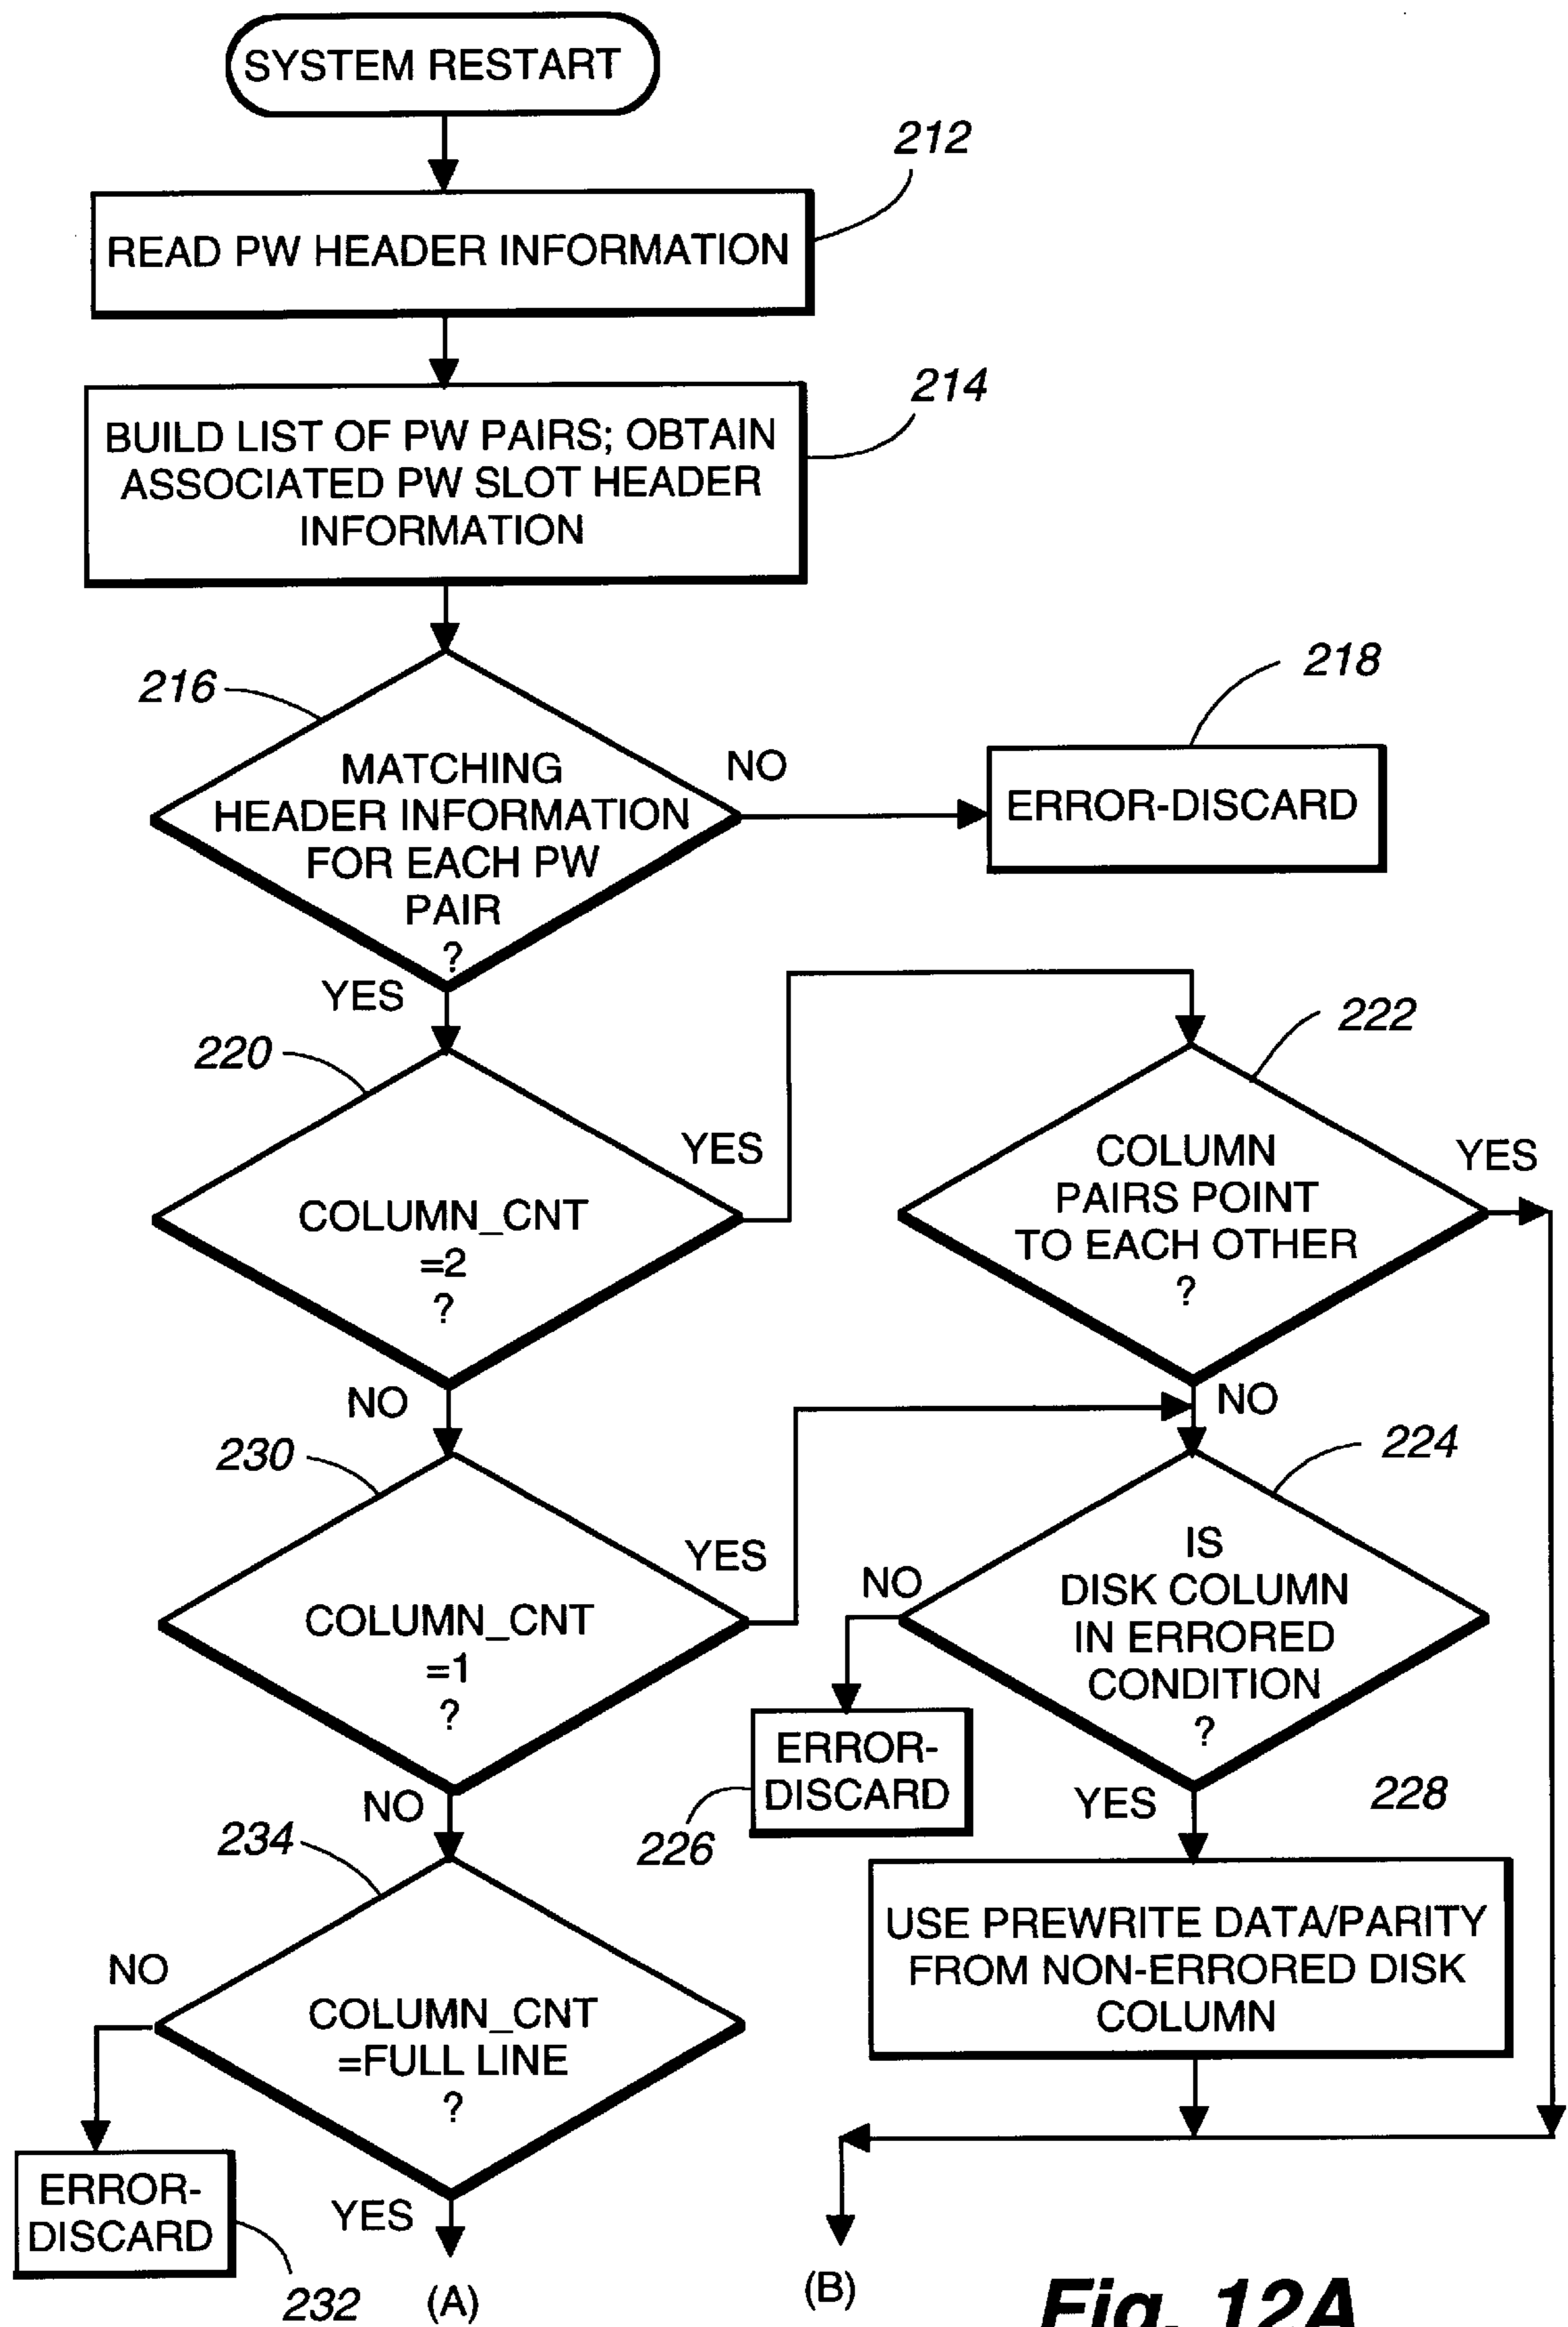 SYSTEM RESTART
212
READ PW HEADER INFORMATION
214
BUILD LIST OF PW PAIRS; OBTAIN
ASSOCIATED PW SLOT HEADER
INFORMATION
216
MATCHING
HEADER INFORMATION
FOR EACH PW
PAIR
?
NO
218
ERROR-DISCARD
YES
220
COLUMN_CNT
=2
?
YES
222
COLUMN
PAIRS POINT
TO EACH OTHER
?
YES
NO
NO
230
COLUMN_CNT
=1
?
YES
224
IS
DISK COLUMN
IN ERRORED
CONDITION
?
NO
ERROR-
DISCARD
226
YES
228
USE PREWRITE DATA/PARITY
FROM NON-ERRORED DISK
COLUMN
NO
234
COLUMN_CNT
=FULL LINE
?
NO
ERROR-
DISCARD
232
YES
(A)
(B)
Fig. 12A